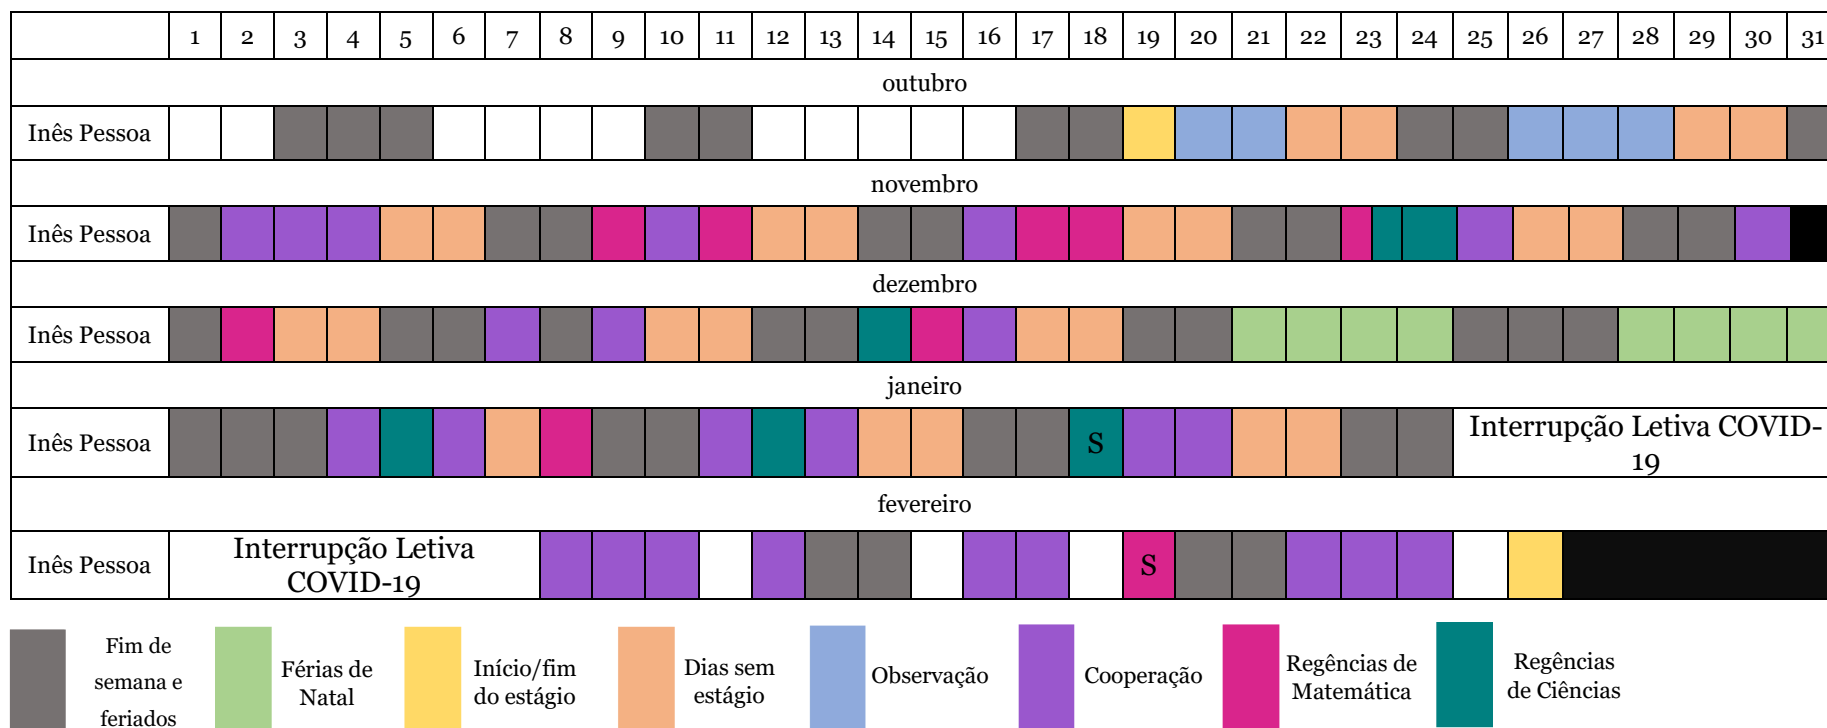 1 2 3 4 5 6 7 8 9 10 11 12 13 14 15 16 17 18 19 20 21 22 23 24 25 26 27 28 29 30 31
outubro
Inês Pessoa
novembro
Inês Pessoa
dezembro
Inês Pessoa
janeiro
Inês Pessoa
S
Interrupção Letiva COVID-
19
fevereiro
Inês Pessoa
Interrupção Letiva
COVID-19
S
Fim de
semana e
feriados
Férias de
Natal
Início/fim
do estágio
Dias sem
estágio
Observação
Cooperação
Regências de
Matemática
Regências
de Ciências